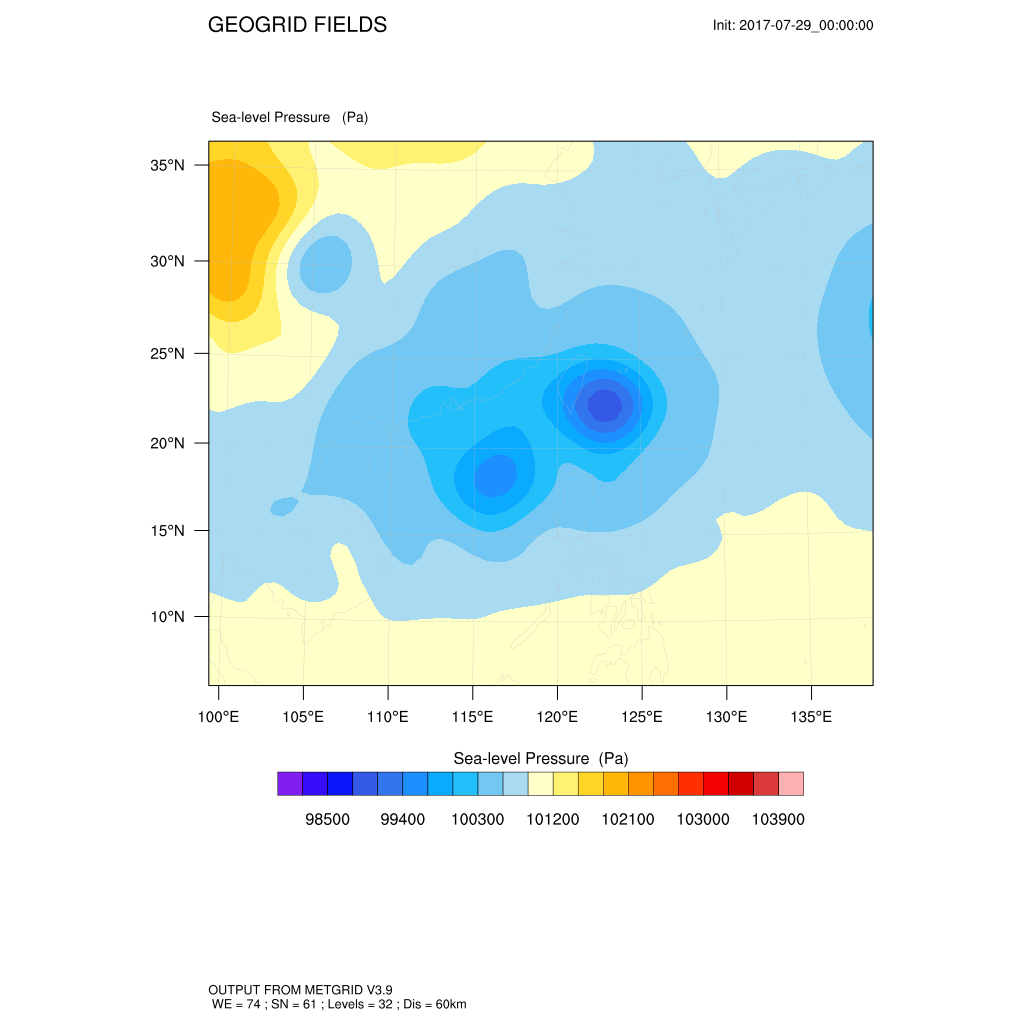 GEOGRID FIELDS
Init: 2017-07-29_00:00:00
Sea-level Pressure (Pa)
35°N
30°N
25°N
20°N
15°N
10°N
100°E 105°E 110°E 115°E 120°E 125°E 130°E 135°E
Sea-level Pressure (Pa)
98500 99400 100300 101200 102100 103000 103900
OUTPUT FROM METGRID V3.9
WE = 74 ; SN = 61 ; Levels = 32 ; Dis = 60km